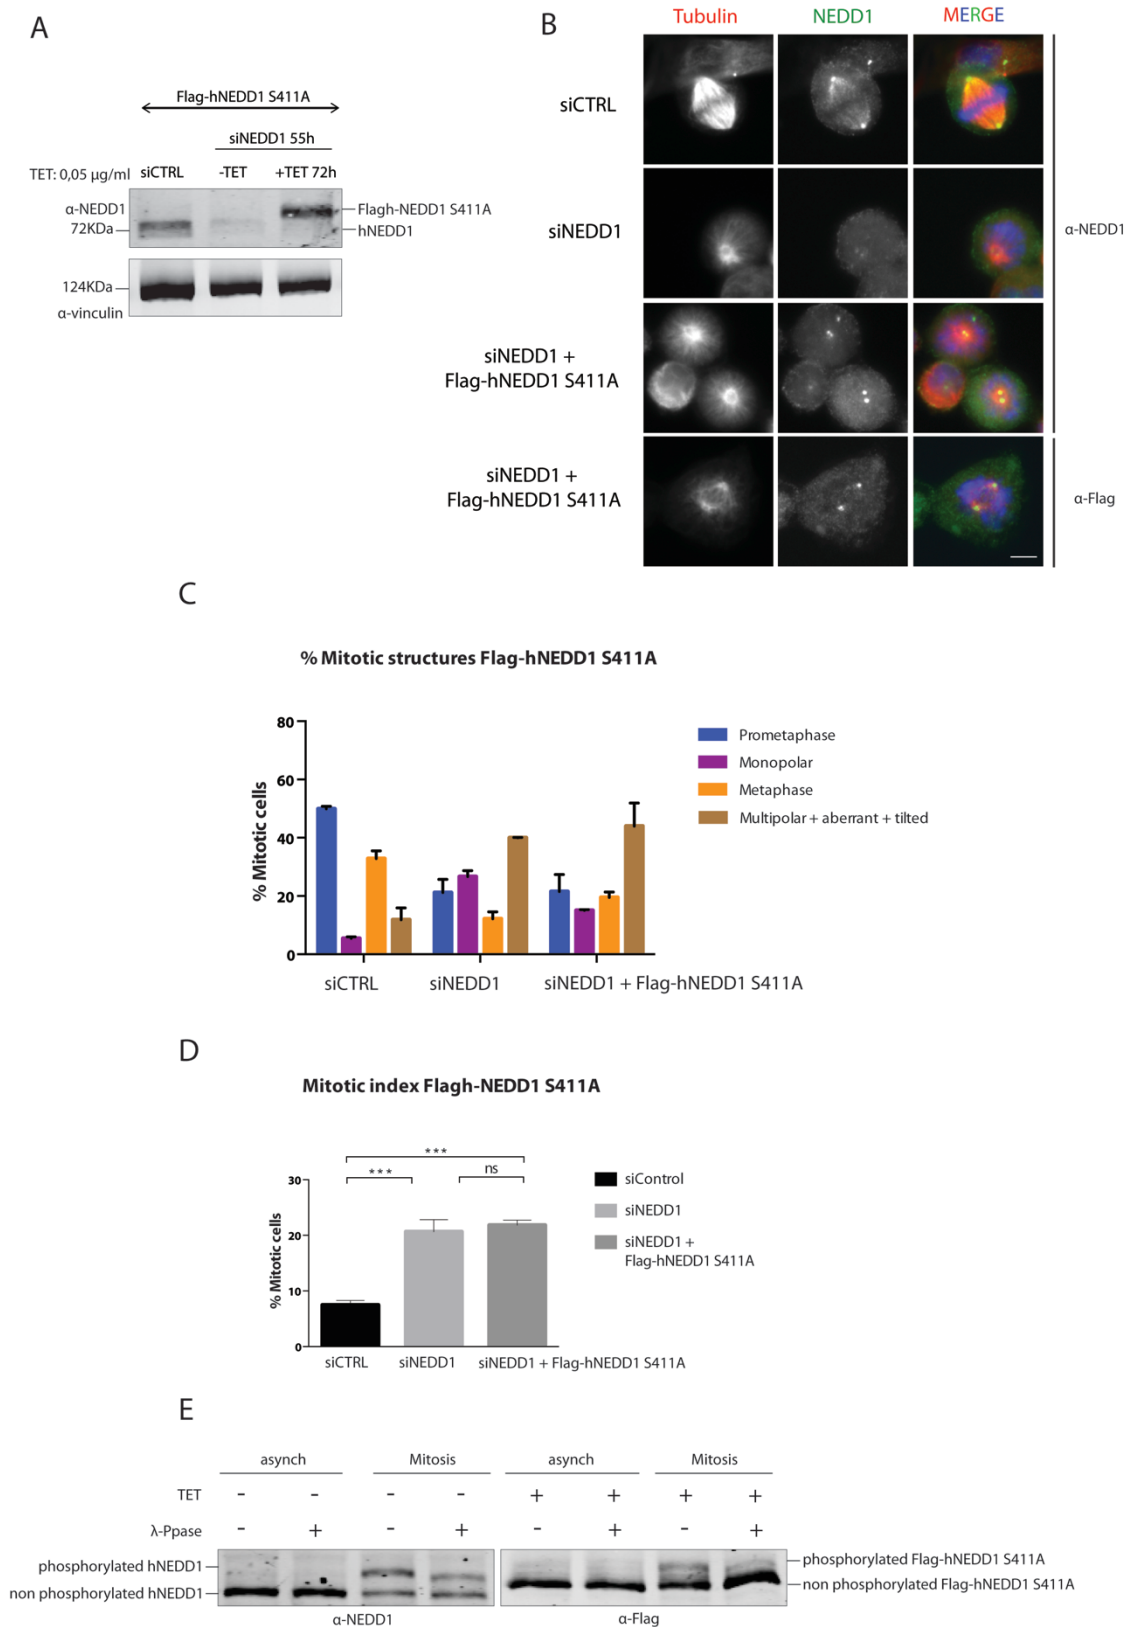 A
Flag-hNEDD1 S411A
siNEDD1 55h
TET: 0,05 µg/ml siCTRL -TET +TET 72h
α-NEDD1
72KDa
Flagh-NEDD1 S411A
hNEDD1
124KDa
α-vinculin
B
Tubulin NEDD1 MERGE
siCTRL
siNEDD1
α-NEDD1
siNEDD1 +
Flag-hNEDD1 S411A
siNEDD1 +
Flag-hNEDD1 S411A
α-Flag
C
% Mitotic structures Flag-hNEDD1 S411A
% Mitotic cells
80
60
40
20
0
siCTRL siNEDD1 siNEDD1 + Flag-hNEDD1 S411A
Prometaphase
Monopolar
Metaphase
Multipolar + aberrant + tilted
D
Mitotic index Flagh-NEDD1 S411A
% Mitotic cells
30
20
10
0
***
*** ns
siCTRL siNEDD1 siNEDD1 + Flag-hNEDD1 S411A
siControl
siNEDD1
siNEDD1 +
Flag-hNEDD1 S411A
E
asynch Mitosis asynch Mitosis
TET - - - - + + + +
λ-Ppase - + - + - + - +
phosphorylated hNEDD1
non phosphorylated hNEDD1
phosphorylated Flag-hNEDD1 S411A
non phosphorylated Flag-hNEDD1 S411A
α-NEDD1 α-Flag